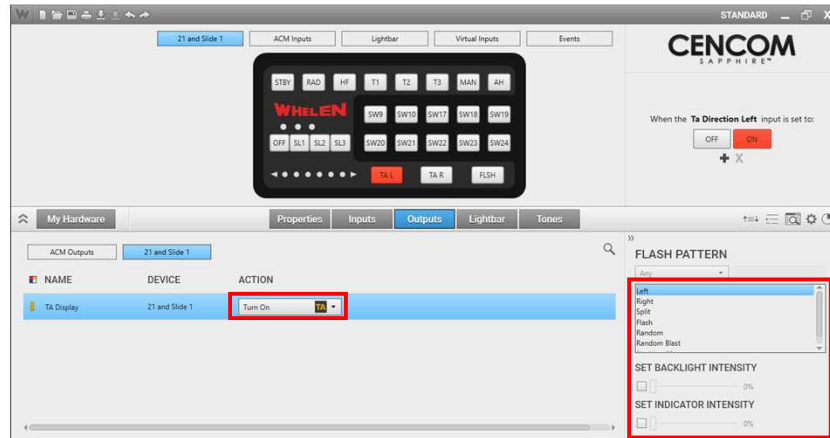 W STANDARD X
21 and Slide 1 ACM Inputs Lightbar Virtual Inputs Events
CENCOM
SAPPHIRE™
STBY RAD HF T1 T2 T3 MAN AH
WHELEN
SW9 SW10 SW17 SW18 SW19
OFF SL1 SL2 SL3 SW20 SW21 SW22 SW23 SW24
TA L TA R FLSH
When the Ta Direction Left input is set to:
OFF ON
My Hardware Properties Inputs Outputs Lightbar Tones
ACM Outputs 21 and Slide 1
NAME DEVICE ACTION
TA Display 21 and Slide 1 Turn On TA
FLASH PATTERN
Any
Left
Right
Split
Flash
Random
Random Blast
SET BACKLIGHT INTENSITY
0%
SET INDICATOR INTENSITY
0%